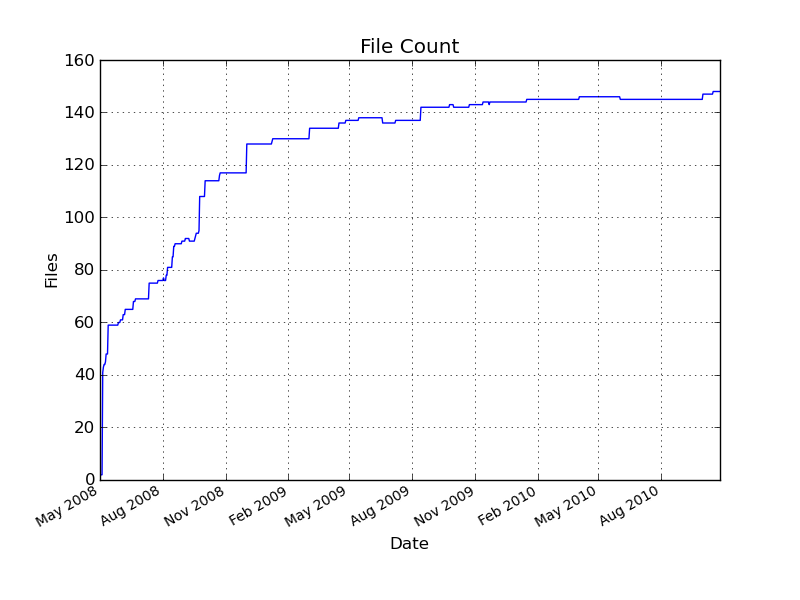 File Count
160
140
120
100
80
60
40
20
0
Files
May 2008
Aug 2008
Nov 2008
Feb 2009
May 2009
Aug 2009
Nov 2009
Feb 2010
May 2010
Aug 2010
Date